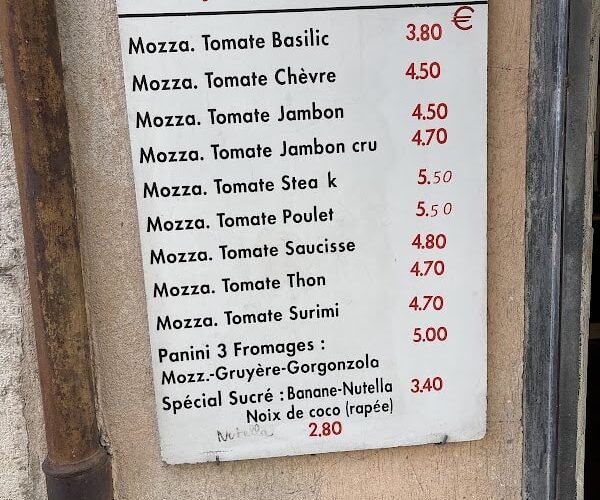 €
Mozza. Tomate Basilic 3.80
Mozza. Tomate Chèvre 4.50
Mozza. Tomate Jambon 4.50
Mozza. Tomate Jambon cru 4.70
Mozza. Tomate Stea k 5.50
Mozza. Tomate Poulet 5.50
Mozza. Tomate Saucisse 4.80
Mozza. Tomate Thon 4.70
Mozza. Tomate Surimi 4.70
Panini 3 Fromages : 5.00
Mozz.-Gruyère-Gorgonzola
Spécial Sucré : Banane-Nutella 3.40
Noix de coco (rapée)
Nutella 2.80